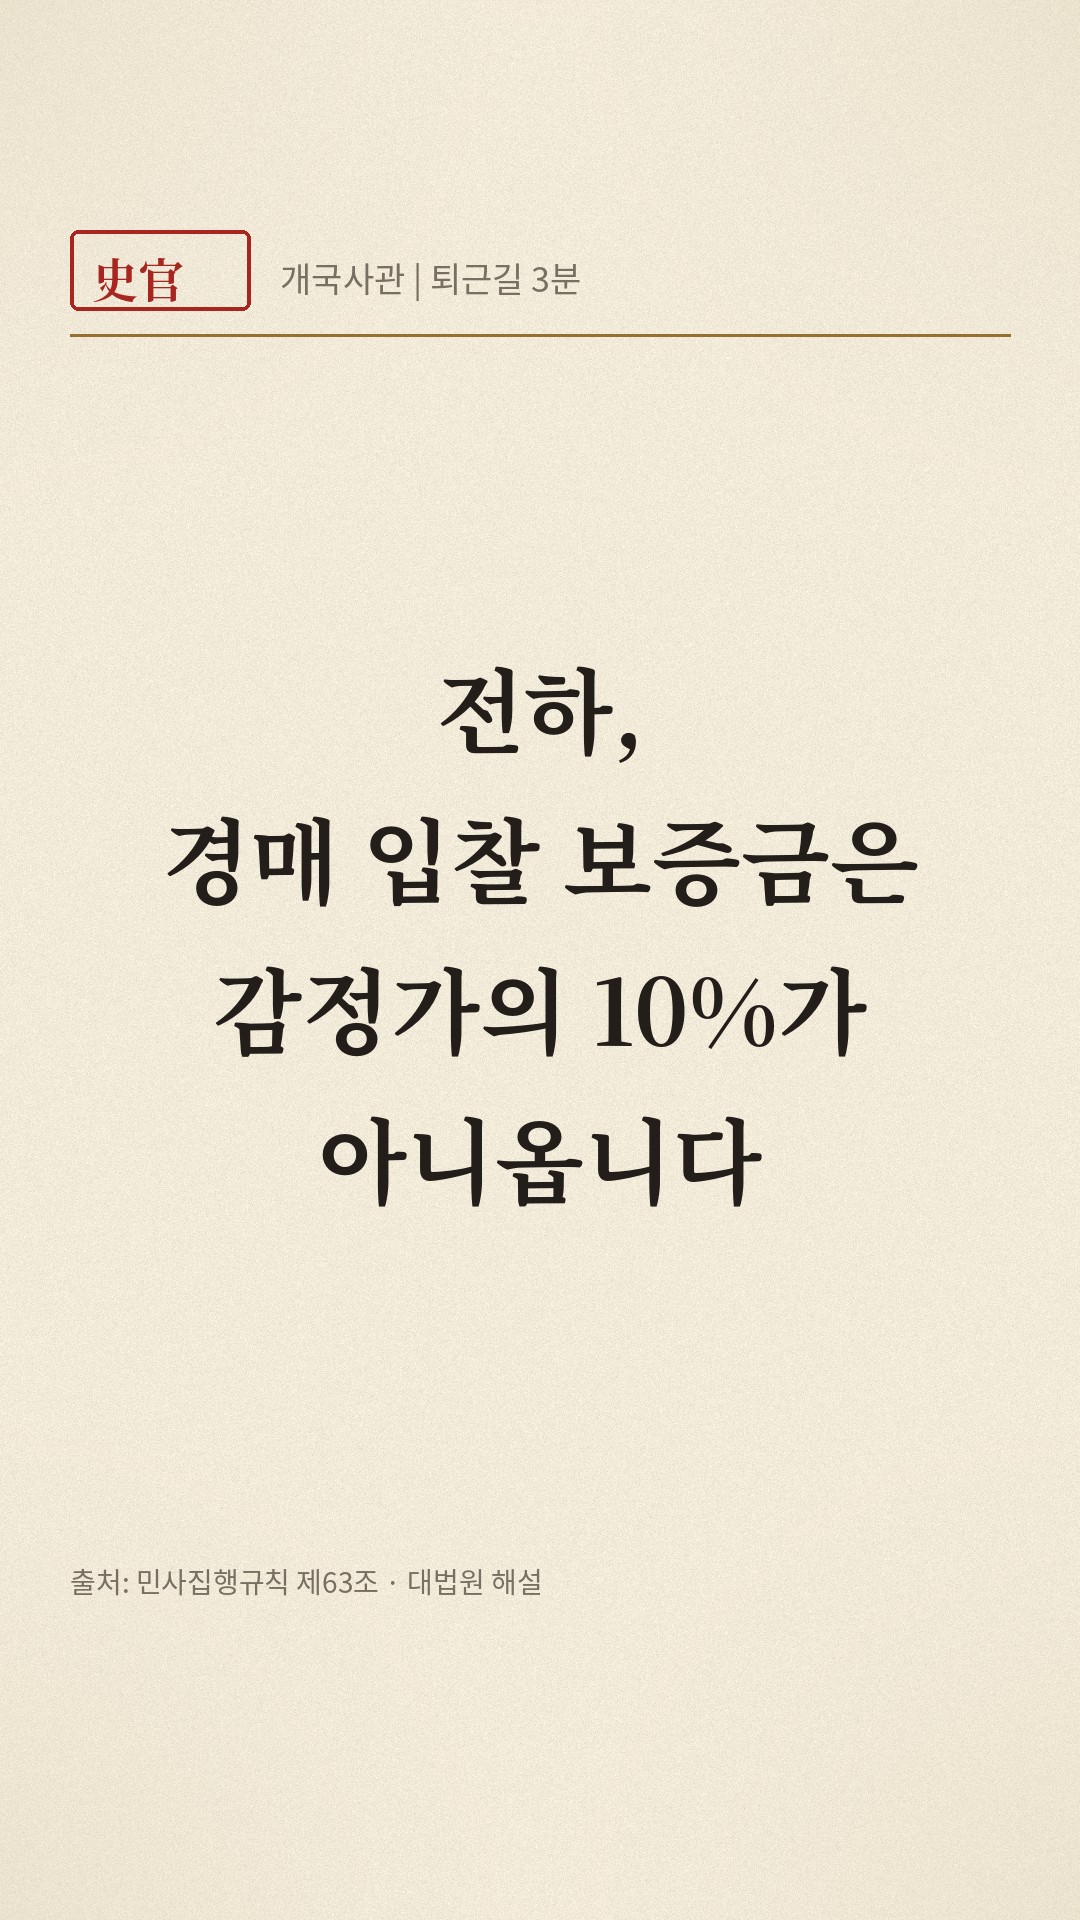 史官
개국사관 | 퇴근길 3분
전하,
경매 입찰 보증금은
감정가의 10%가
아니옵니다
출처: 민사집행규칙 제63조 · 대법원 해설